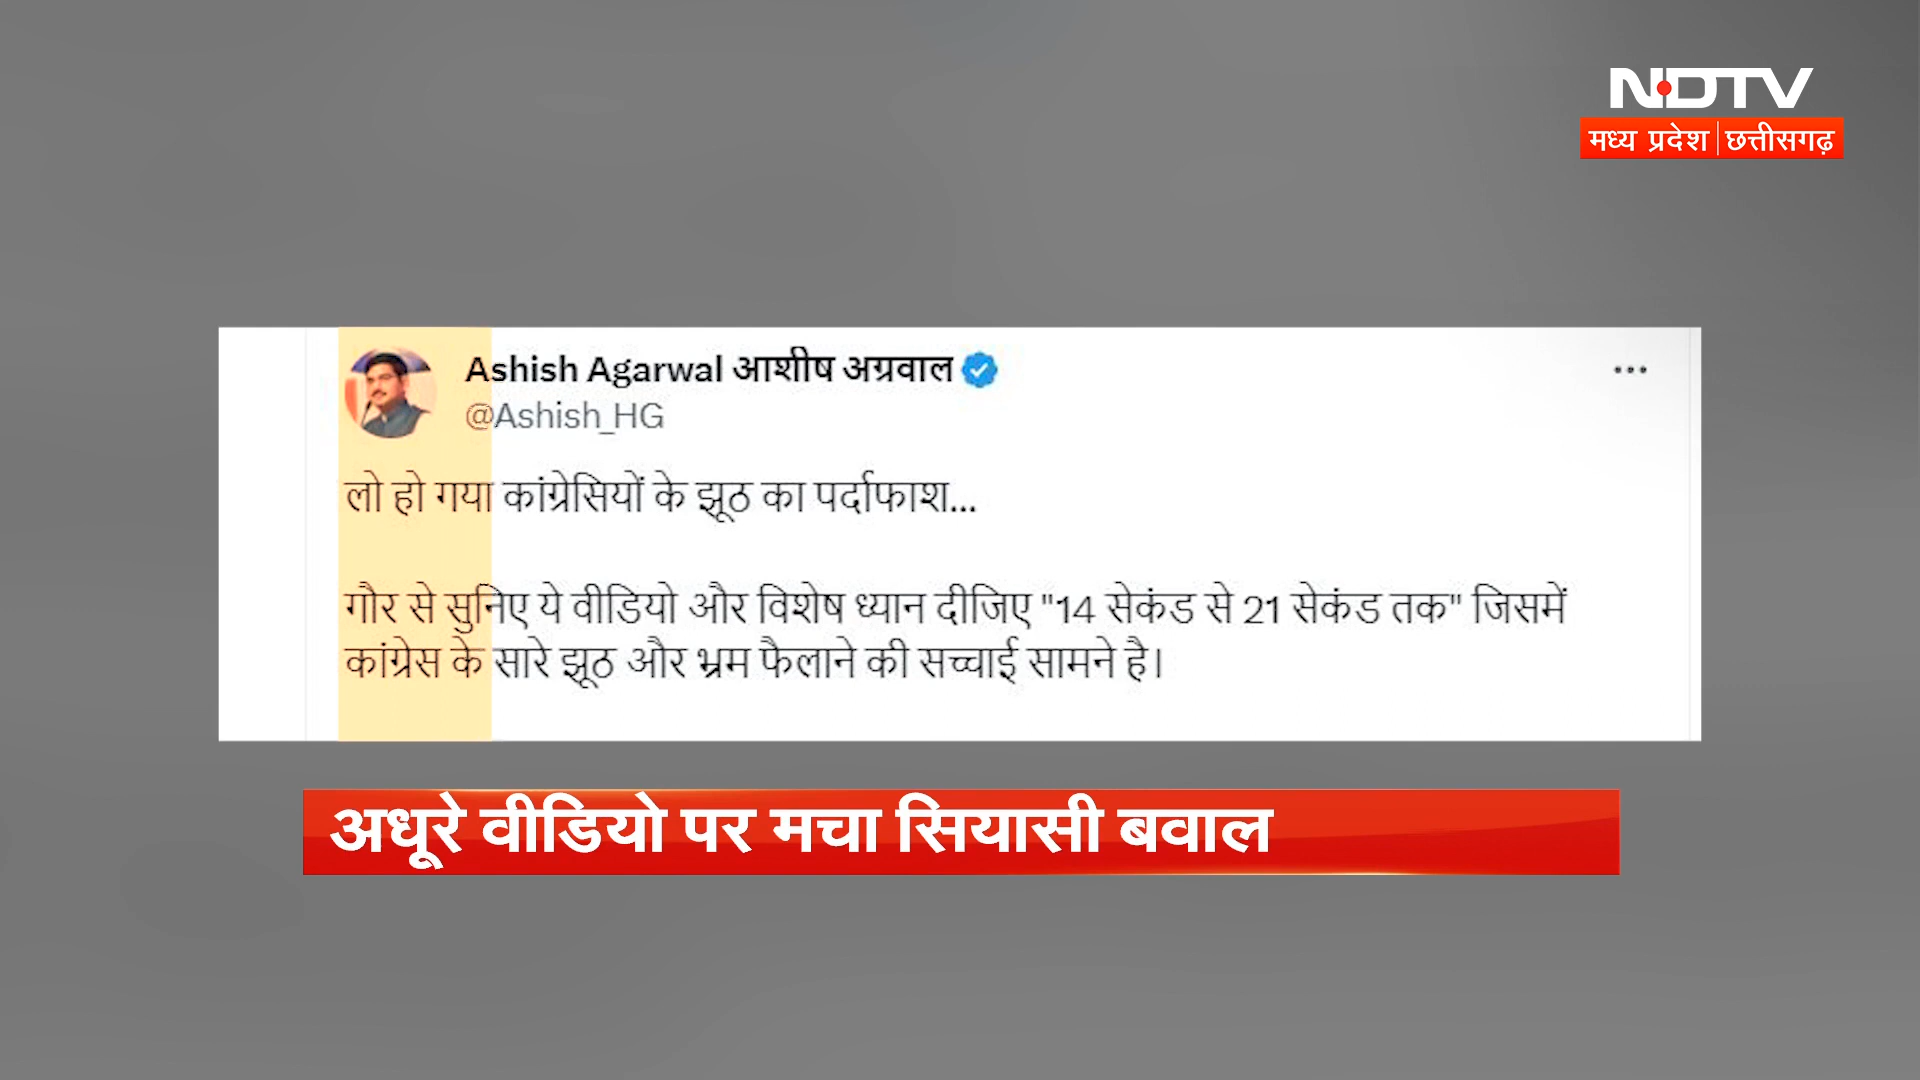 NDTV
मध्य प्रदेश | छत्तीसगढ़
Ashish Agarwal आशीष अग्रवाल
@Ashish_HG
लो हो गया कांग्रेसियों के झूठ का पर्दाफाश...
गौर से सुनिए ये वीडियो और विशेष ध्यान दीजिए "14 सेकंड से 21 सेकंड तक" जिसमें
कांग्रेस के सारे झूठ और भ्रम फैलाने की सच्चाई सामने है।
अधूरे वीडियो पर मचा सियासी बवाल